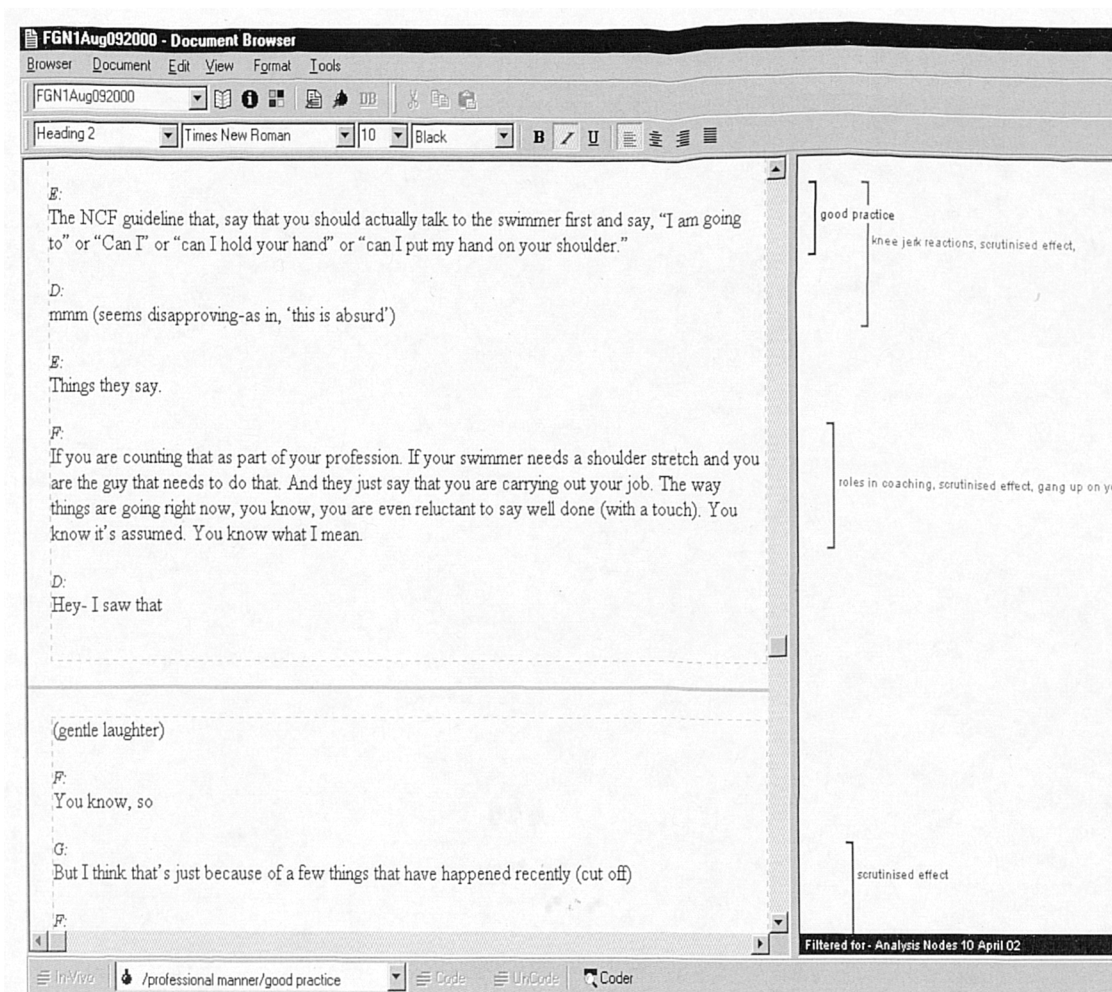 FGN1Aug092000 - Document Browser
Browser Document Edit View Format Tools
FGN1Aug092000 DB
Heading 2 Times New Roman 10 Black B I U
E:
The NCF guideline that, say that you should actually talk to the swimmer first and say, “I am going
to” or “Can I” or “can I hold your hand” or “can I put my hand on your shoulder.”
D:
mmm (seems disapproving-as in, ‘this is absurd’)
E:
Things they say.
F:
If you are counting that as part of your profession. If your swimmer needs a shoulder stretch and you
are the guy that needs to do that. And they just say that you are carrying out your job. The way
things are going right now, you know, you are even reluctant to say well done (with a touch). You
know it’s assumed. You know what I mean.
D:
Hey- I saw that
(gentle laughter)
F:
You know, so
G:
But I think that’s just because of a few things that have happened recently (cut off)
F:
good practice
knee jerk reactions, scrutinised effect,
roles in coaching, scrutinised effect, gang up on
scrutinised effect
Filtered for - Analysis Nodes 10 April 02
In-Vivo /professional manner/good practice Code UnCode Coder